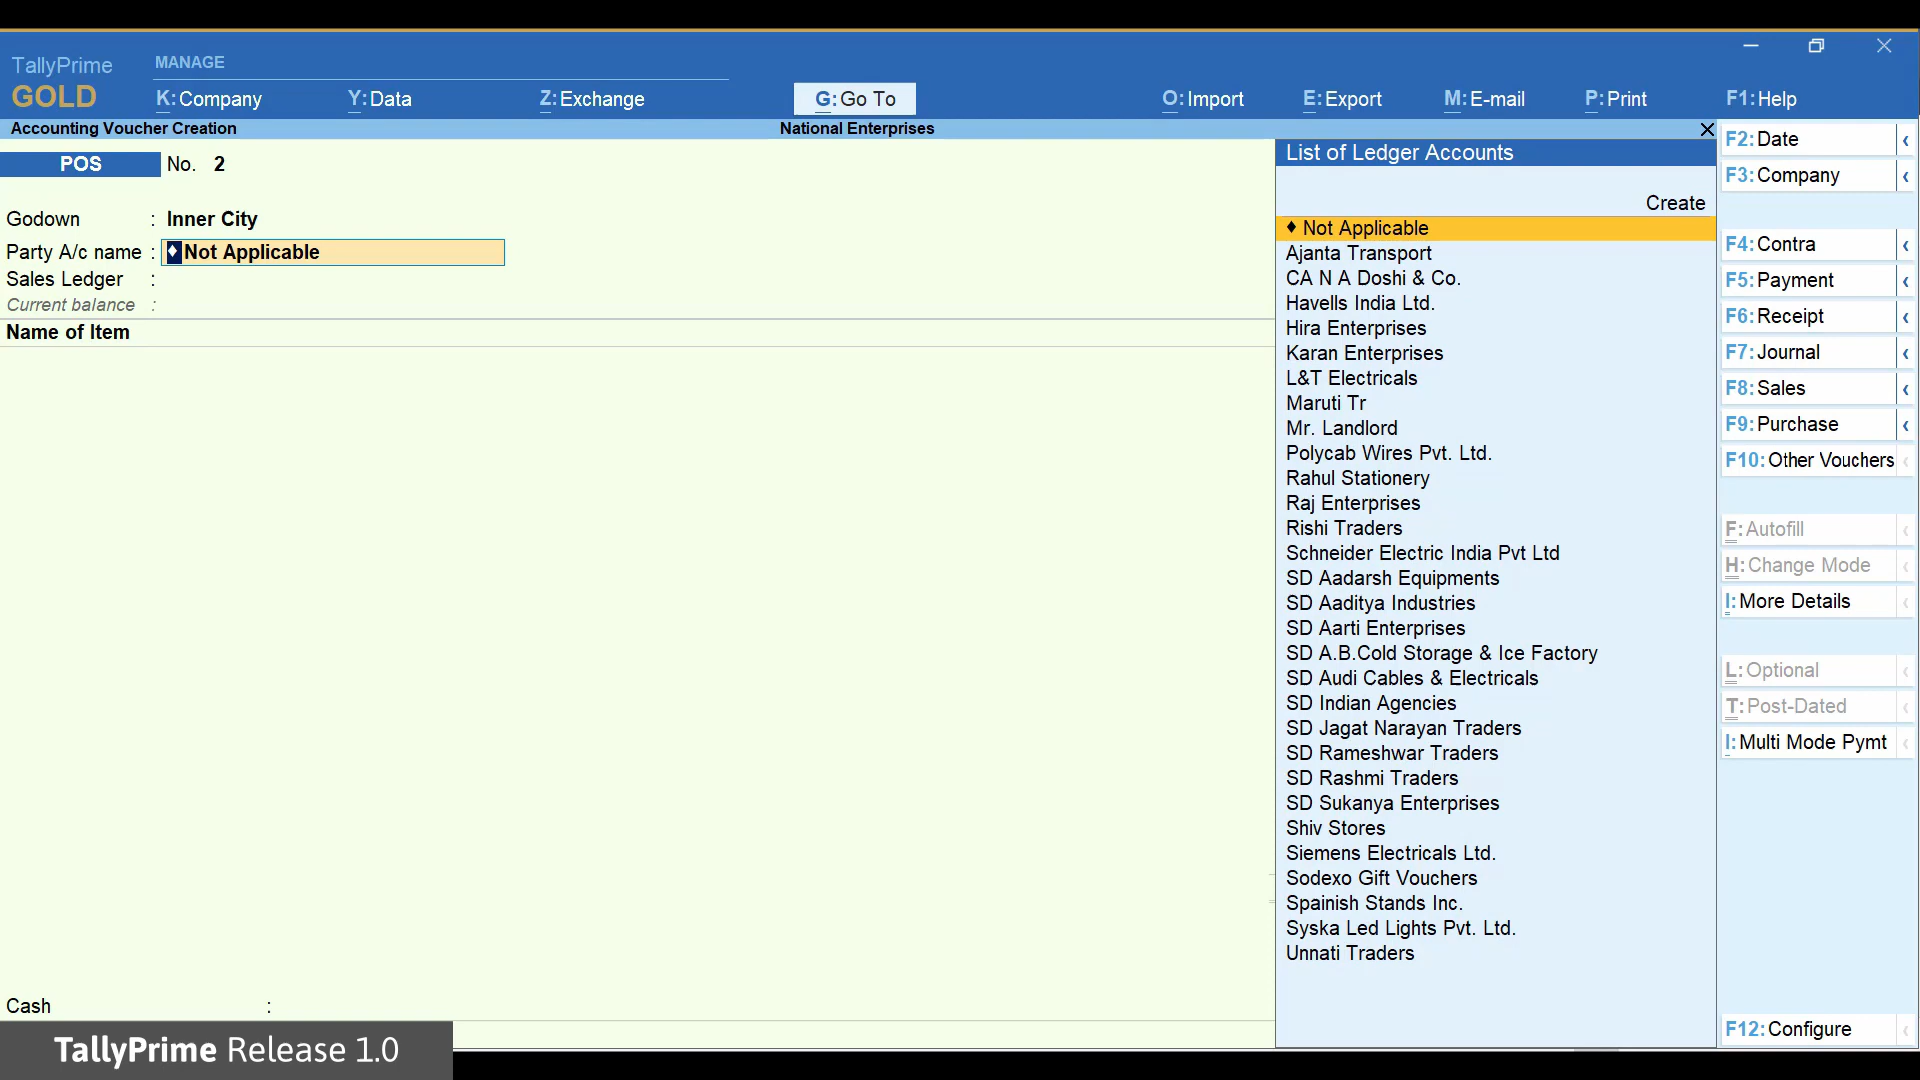 TallyPrime
GOLD
MANAGE
K: Company
Y: Data
Z: Exchange
G: Go To
O: Import
E: Export
M: E-mail
P: Print
F1: Help
Accounting Voucher Creation
National Enterprises
POS
No. 2
Godown : Inner City
Party A/c name : ♦ Not Applicable
Sales Ledger :
Current balance :
Name of Item
Cash :
List of Ledger Accounts
Create
♦ Not Applicable
Ajanta Transport
CA N A Doshi & Co.
Havells India Ltd.
Hira Enterprises
Karan Enterprises
L&T Electricals
Maruti Tr
Mr. Landlord
Polycab Wires Pvt. Ltd.
Rahul Stationery
Raj Enterprises
Rishi Traders
Schneider Electric India Pvt Ltd
SD Aadarsh Equipments
SD Aaditya Industries
SD Aarti Enterprises
SD A.B.Cold Storage & Ice Factory
SD Audi Cables & Electricals
SD Indian Agencies
SD Jagat Narayan Traders
SD Rameshwar Traders
SD Rashmi Traders
SD Sukanya Enterprises
Shiv Stores
Siemens Electricals Ltd.
Sodexo Gift Vouchers
Spainish Stands Inc.
Syska Led Lights Pvt. Ltd.
Unnati Traders
F2: Date
F3: Company
F4: Contra
F5: Payment
F6: Receipt
F7: Journal
F8: Sales
F9: Purchase
F10: Other Vouchers
F: Autofill
H: Change Mode
I: More Details
L: Optional
T: Post-Dated
I: Multi Mode Pymt
F12: Configure
TallyPrime Release 1.0